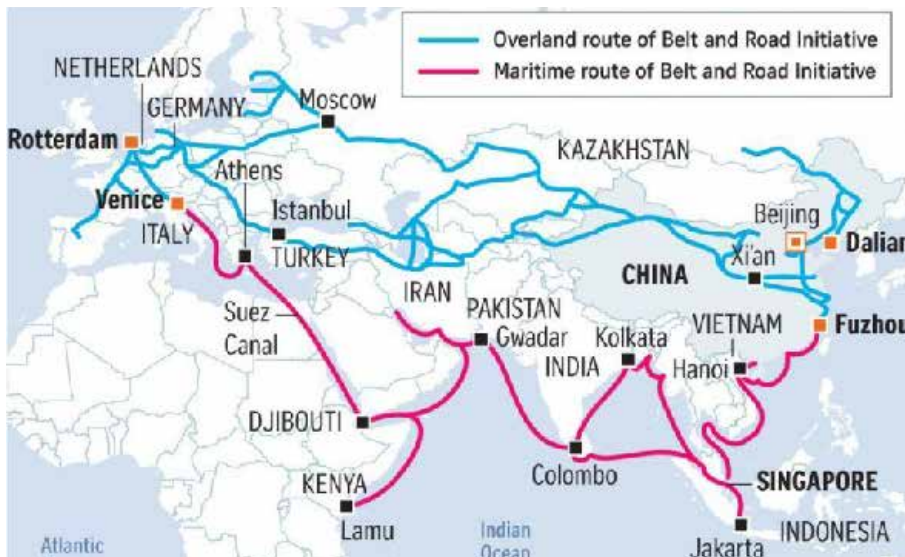 Overland route of Belt and Road Initiative
Maritime route of Belt and Road Initiative
NETHERLANDS
GERMANY
Moscow
Rotterdam
KAZAKHSTAN
Athens
Venice
Istanbul
Beijing
ITALY
TURKEY
Xi'an
Dalian
CHINA
IRAN
Suez
Canal
PAKISTAN
Gwadar
Kolkata
VIETNAM
Fuzhou
INDIA
Hanoi
DJIBOUTI
Colombo
KENYA
SINGAPORE
Lamu
Atlantic
Indian
Ocean
Jakarta
INDONESIA